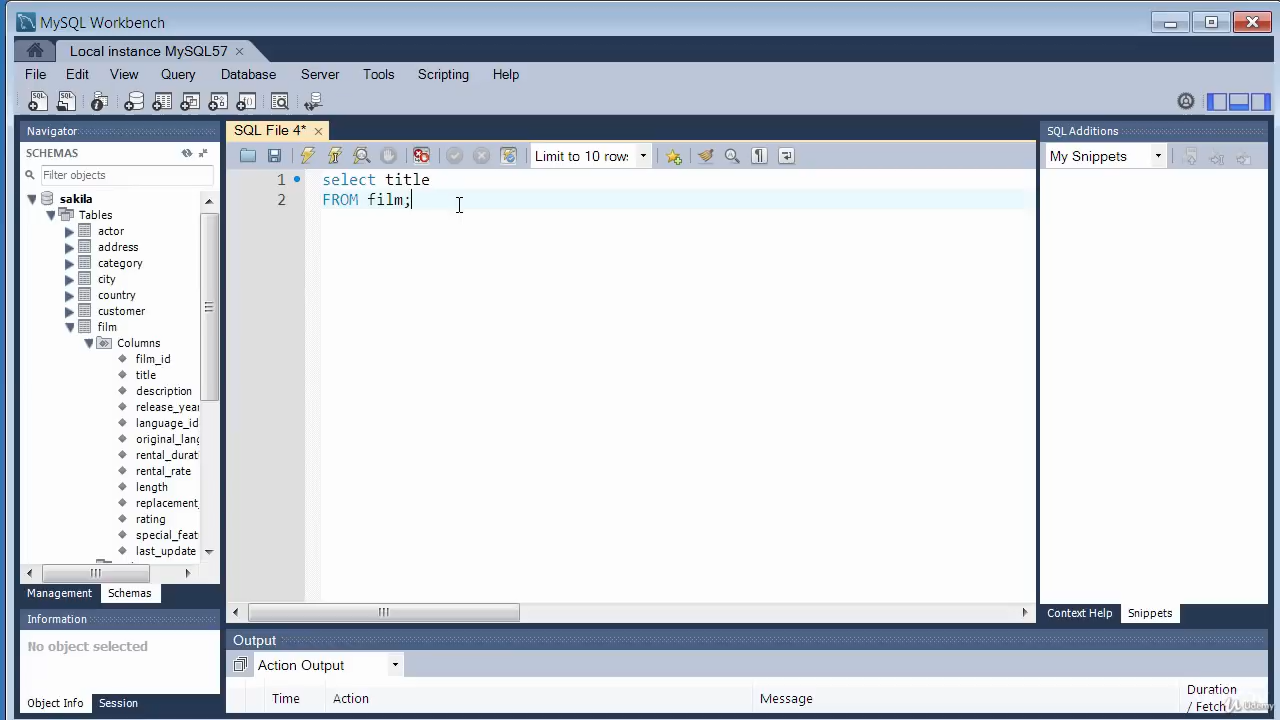 MySQL Workbench
Local instance MySQL57
File Edit View Query Database Server Tools Scripting Help
Navigator
SCHEMAS
Filter objects
sakila
Tables
actor
address
category
city
country
customer
film
Columns
film_id
title
description
release_year
language_id
original_lang
rental_durat
rental_rate
length
replacement_
rating
special_feat
last_update
Management Schemas
Information
No object selected
Object Info Session
SQL File 4*
Limit to 10 rows
1 select title
2 FROM film;
SQL Additions
My Snippets
Context Help Snippets
Output
Action Output
Time Action Message Duration / Fetch
Udemy